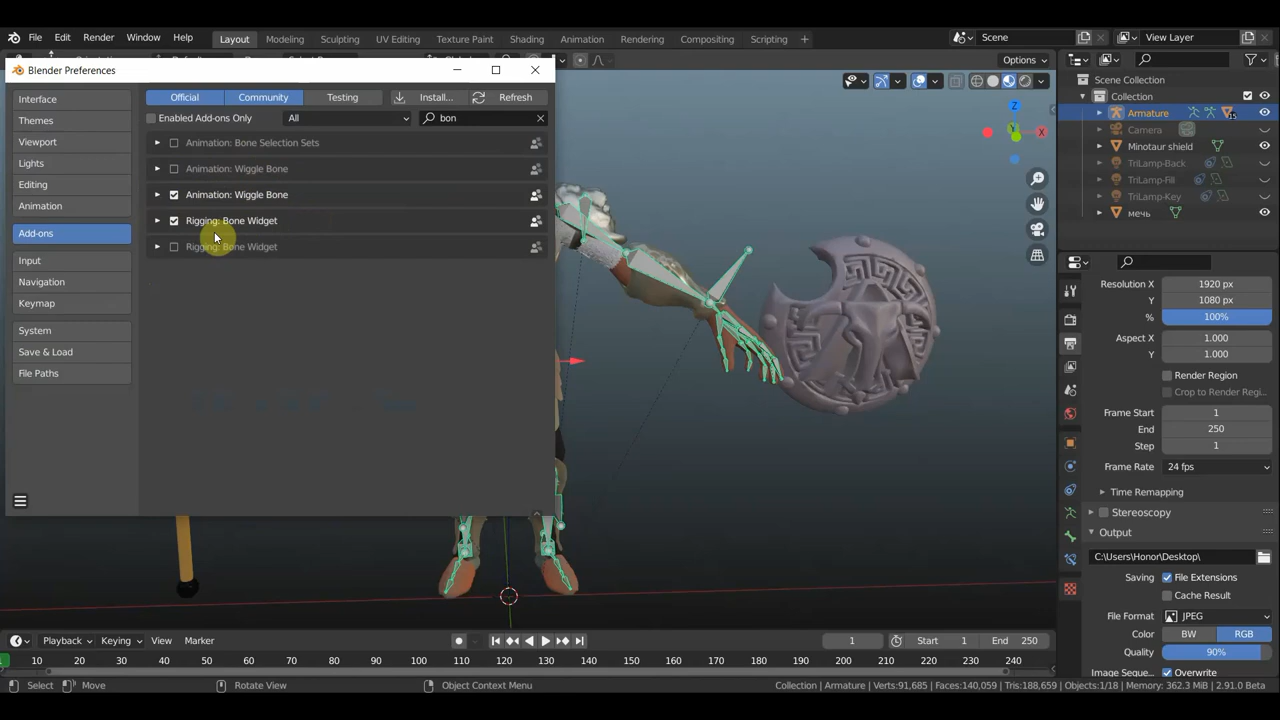 File Edit Render Window Help Layout Modeling Sculpting UV Editing Texture Paint Shading Animation Rendering Compositing Scripting + Scene View Layer
Blender Preferences
Options
Interface
Themes
Viewport
Lights
Editing
Animation
Add-ons
Input
Navigation
Keymap
System
Save & Load
File Paths
Official Community Testing Install... Refresh
Enabled Add-ons Only All bon
Animation: Bone Selection Sets
Animation: Wiggle Bone
Animation: Wiggle Bone
Rigging: Bone Widget
Rigging: Bone Widget
Z
Y
X
Scene Collection
Collection
Armature 15
Camera
Minotaur shield
TriLamp-Back
TriLamp-Fill
TriLamp-Key
мечь
Resolution X 1920 px
Y 1080 px
% 100%
Aspect X 1.000
Y 1.000
Render Region
Crop to Render Regi...
Frame Start 1
End 250
Step 1
Frame Rate 24 fps
Time Remapping
Stereoscopy
Output
C:\Users\Honor\Desktop\
Saving File Extensions
Cache Result
File Format JPEG
Color BW RGB
Quality 90%
Image Seque... Overwrite
Playback Keying View Marker 1 Start 1 End 250
10 20 30 40 50 60 70 80 90 100 110 120 130 140 150 160 170 180 190 200 210 220 230 240
Select Move Rotate View Object Context Menu Collection | Armature | Verts:91,685 | Faces:140,059 | Tris:188,659 | Objects:1/18 | Memory: 362.3 MiB | 2.91.0 Beta